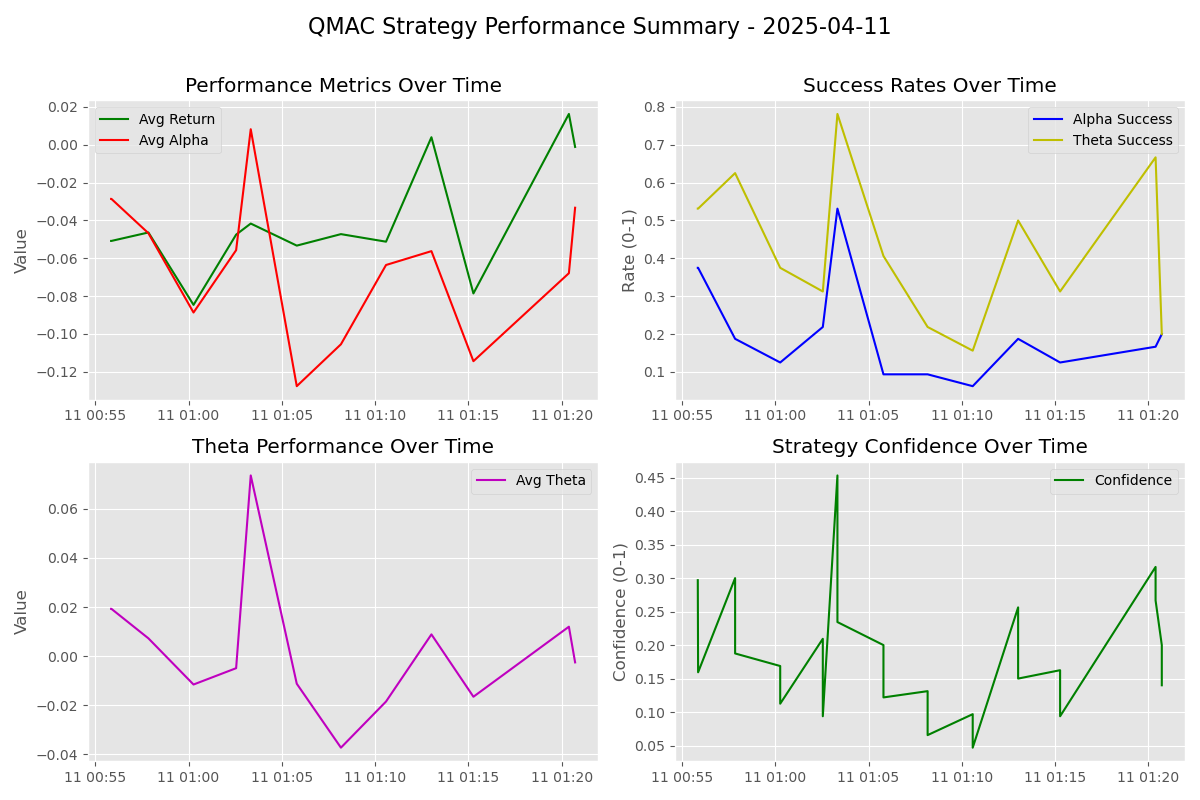 QMAC Strategy Performance Summary - 2025-04-11
Performance Metrics Over Time
Avg Return
Avg Alpha
Value
0.02
0.00
−0.02
−0.04
−0.06
−0.08
−0.10
−0.12
11 00:55 11 01:00 11 01:05 11 01:10 11 01:15 11 01:20
Success Rates Over Time
Alpha Success
Theta Success
Rate (0-1)
0.8
0.7
0.6
0.5
0.4
0.3
0.2
0.1
11 00:55 11 01:00 11 01:05 11 01:10 11 01:15 11 01:20
Theta Performance Over Time
Avg Theta
Value
0.06
0.04
0.02
0.00
−0.02
−0.04
11 00:55 11 01:00 11 01:05 11 01:10 11 01:15 11 01:20
Strategy Confidence Over Time
Confidence
Confidence (0-1)
0.45
0.40
0.35
0.30
0.25
0.20
0.15
0.10
0.05
11 00:55 11 01:00 11 01:05 11 01:10 11 01:15 11 01:20